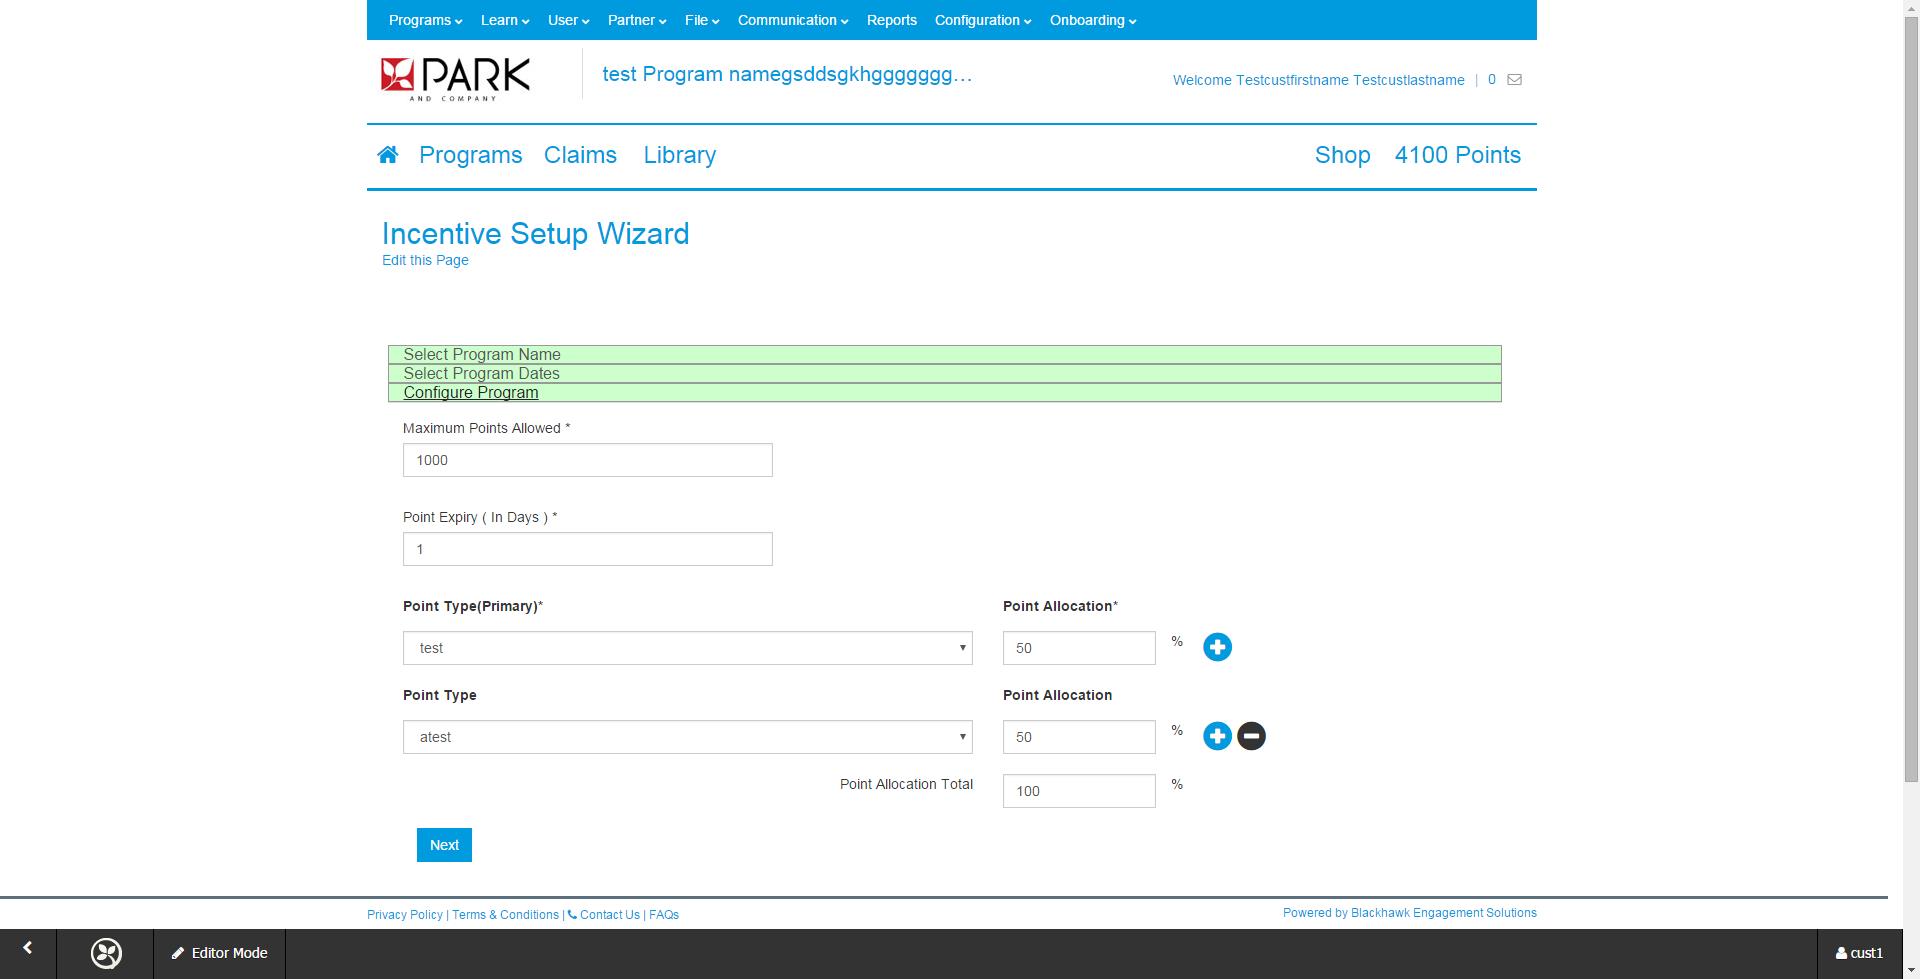 Programs Learn User Partner File Communication Reports Configuration Onboarding
PARK
AND COMPANY
test Program namegsddsgkhggggggg...
Welcome Testcustfirstname Testcustlastname | 0
Programs Claims Library Shop 4100 Points
Incentive Setup Wizard
Edit this Page
Select Program Name
Select Program Dates
Configure Program
Maximum Points Allowed *
1000
Point Expiry ( In Days ) *
1
Point Type(Primary)* Point Allocation*
test 50 %
Point Type Point Allocation
atest 50 %
Point Allocation Total 100 %
Next
Privacy Policy | Terms & Conditions | Contact Us | FAQs
Powered by Blackhawk Engagement Solutions
Editor Mode cust1